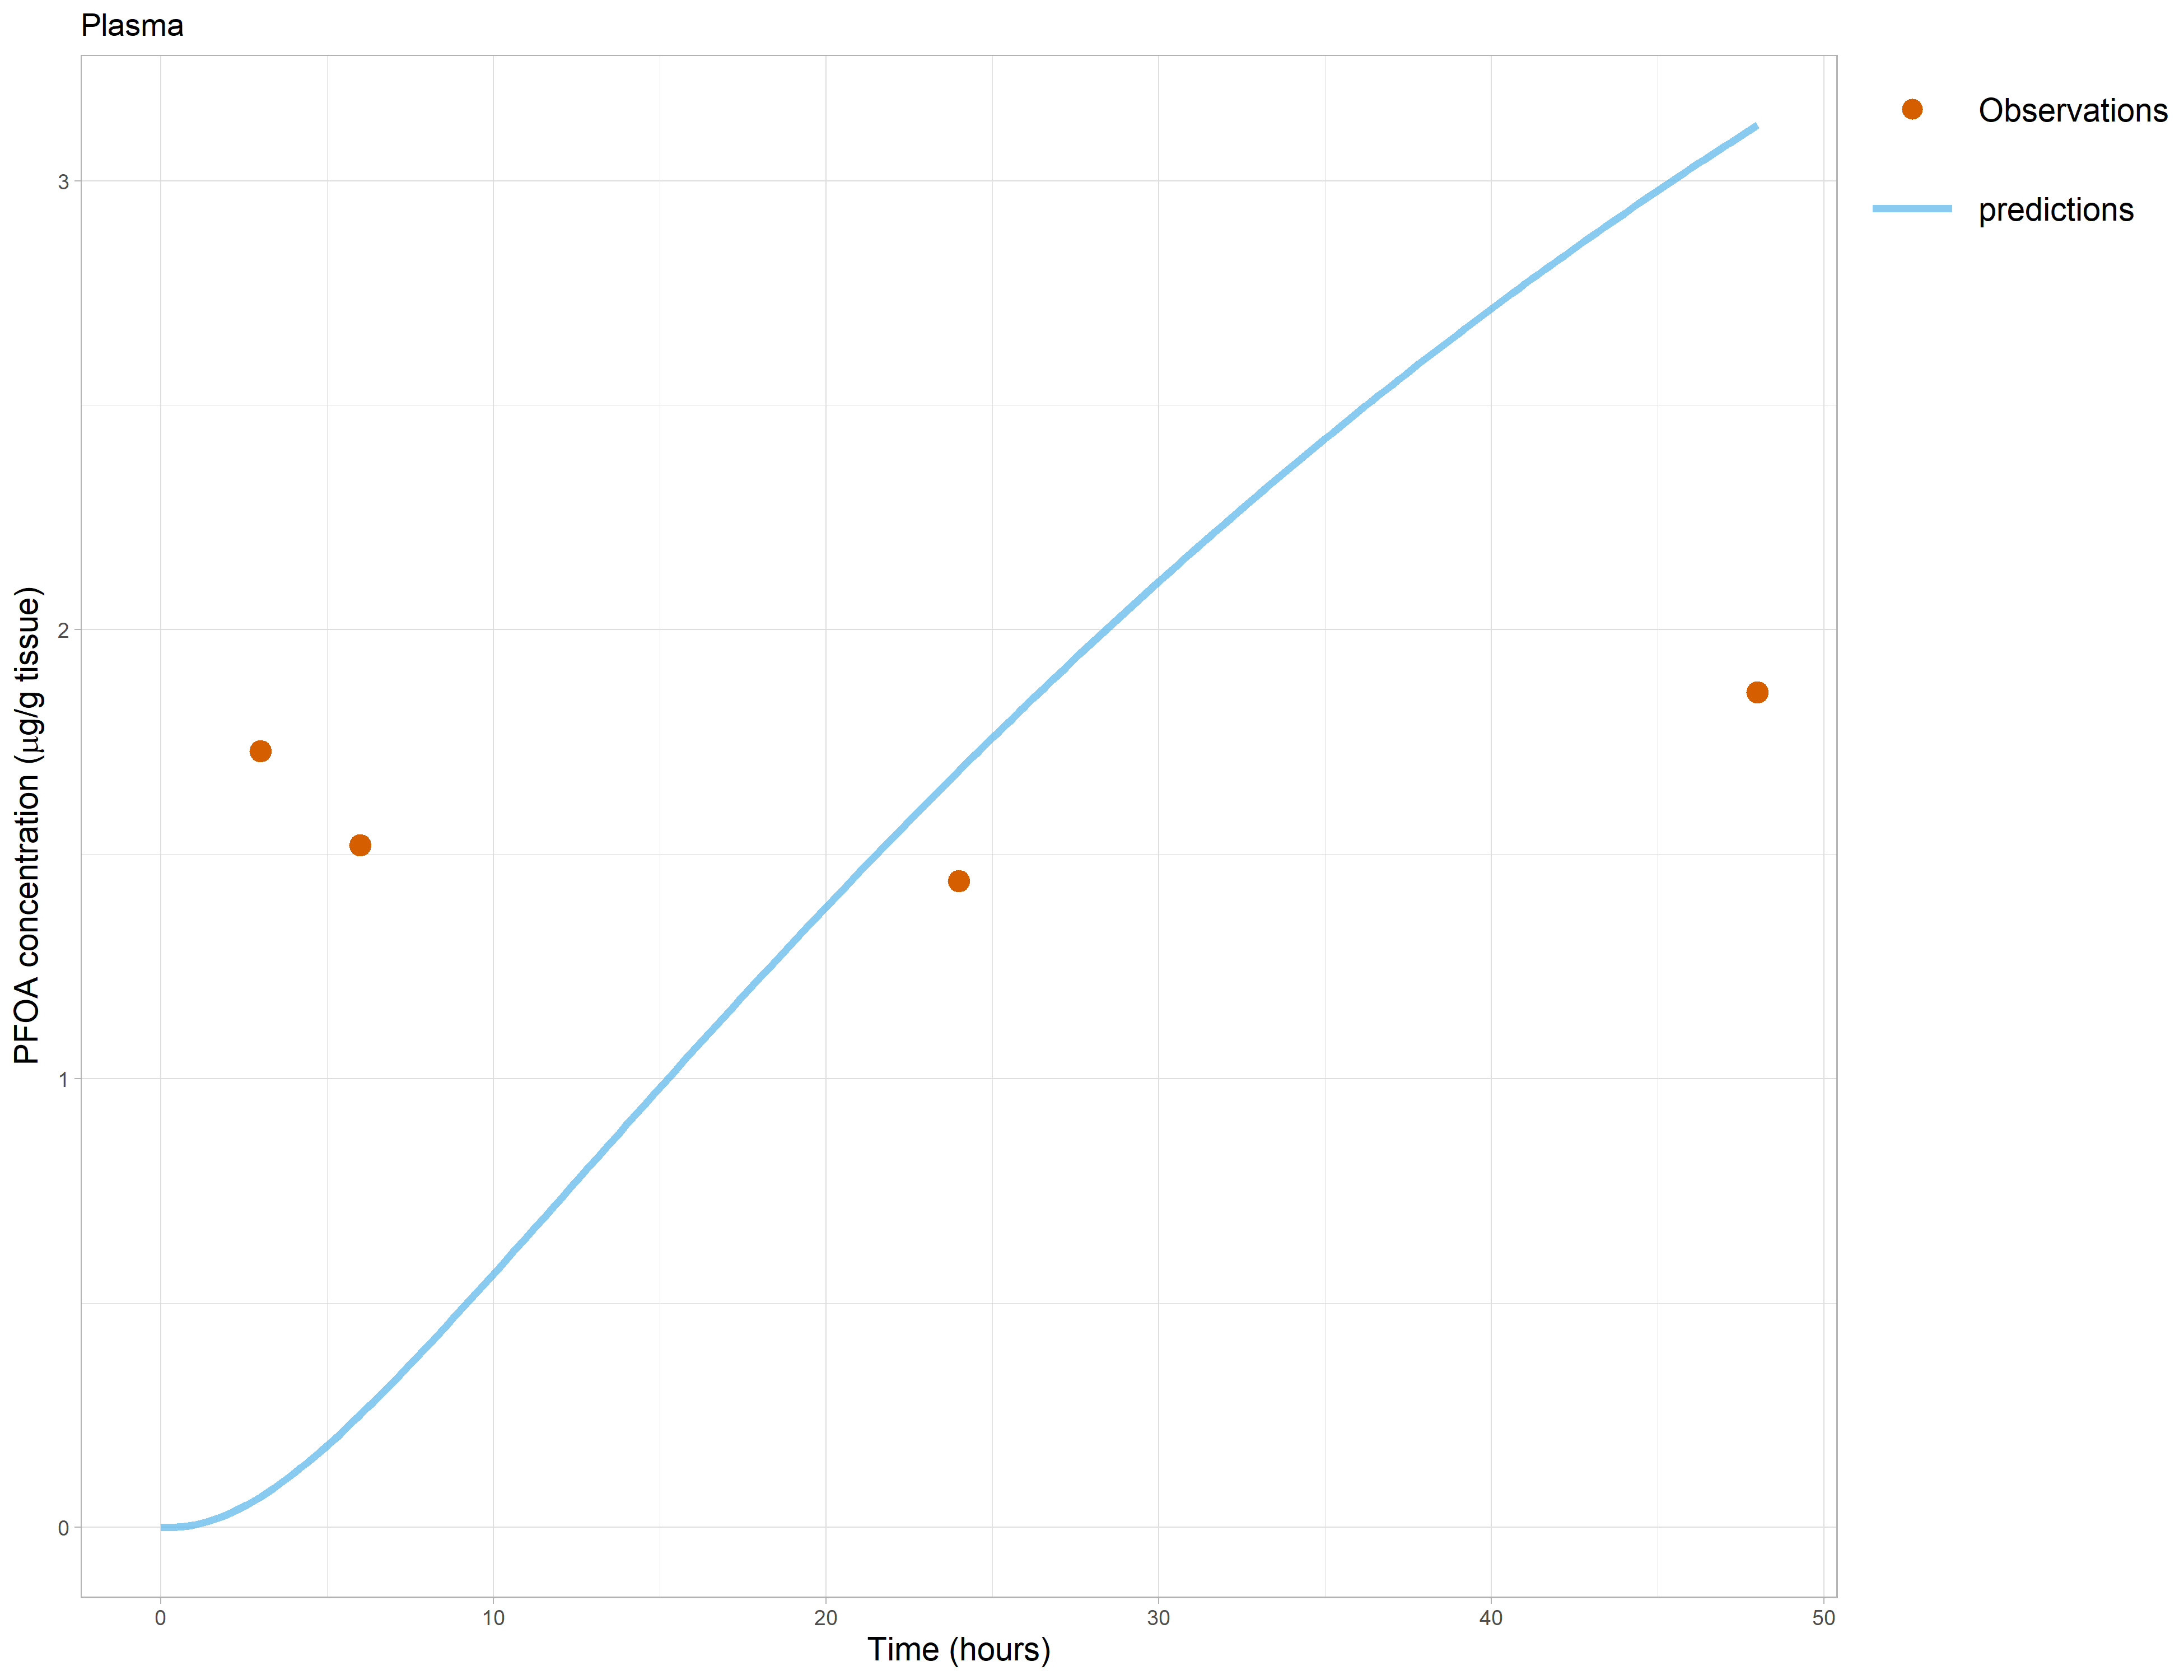 Plasma
Observations
predictions
PFOA concentration (μg/g tissue)
3
2
1
0
0 10 20 30 40 50
Time (hours)